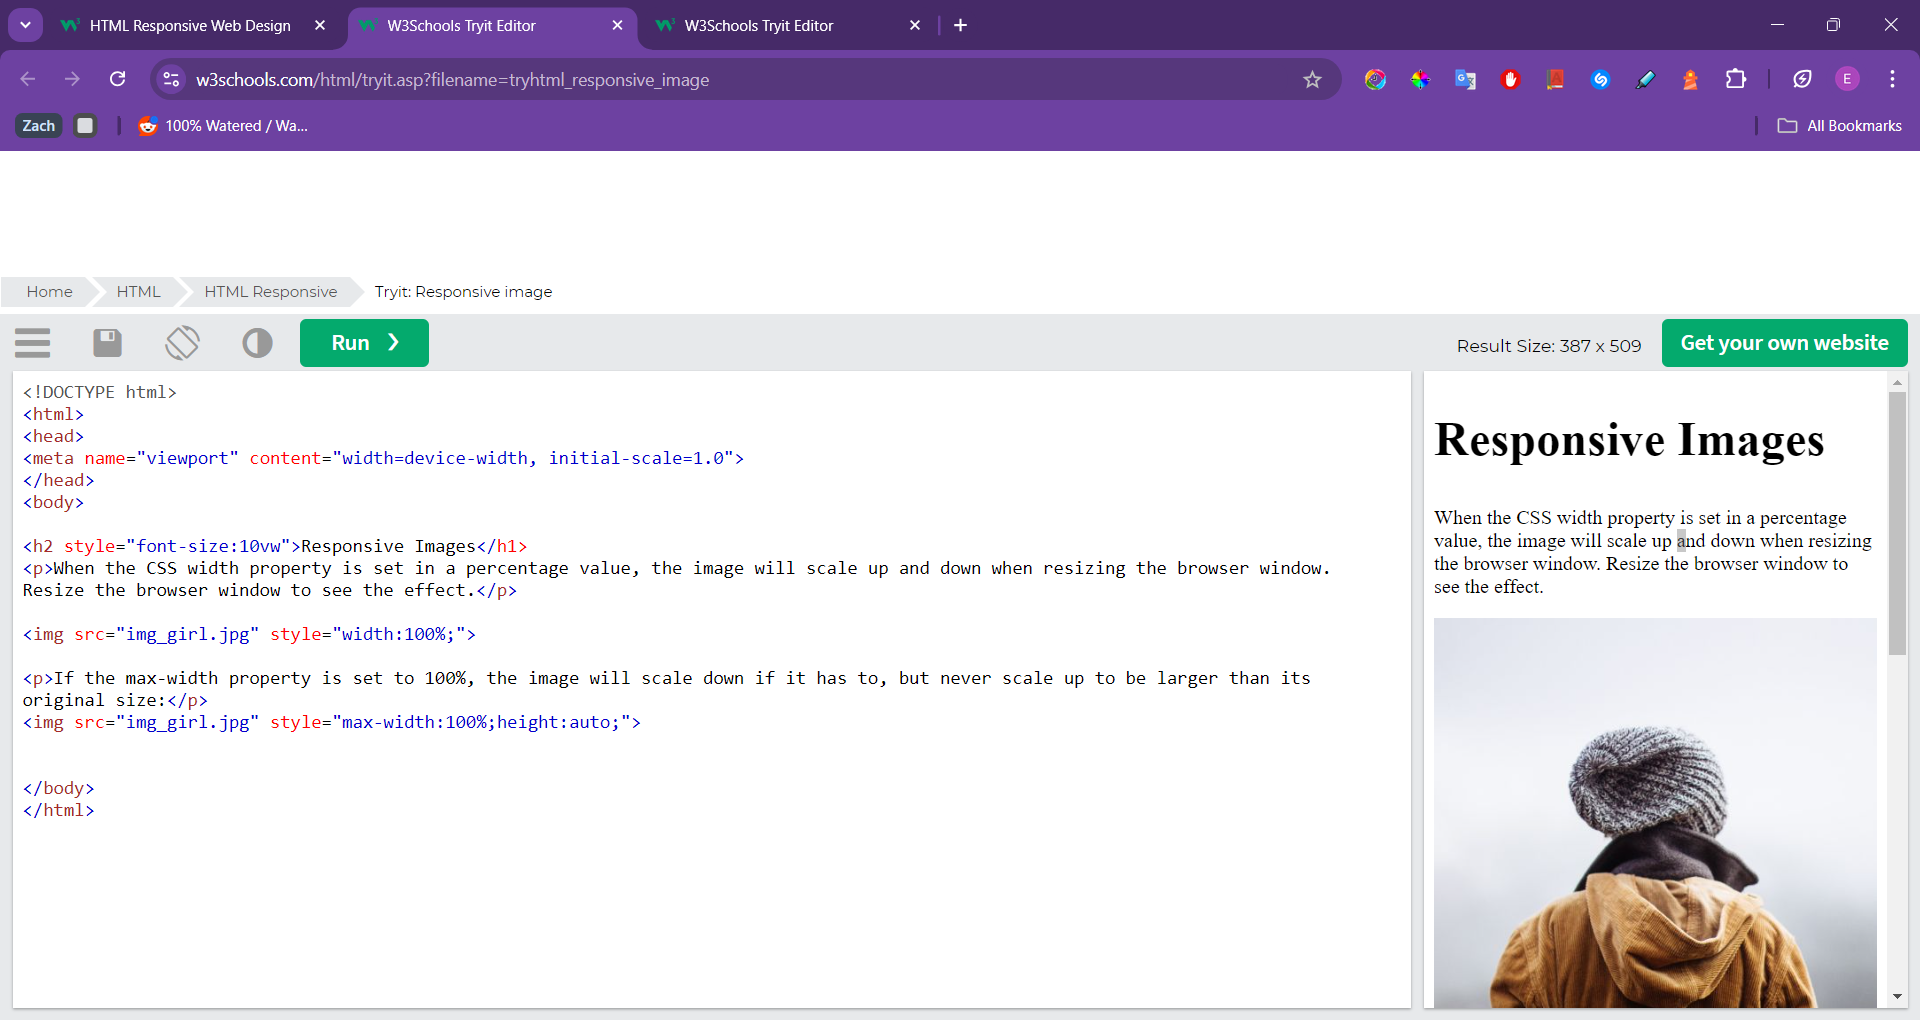 HTML Responsive Web Design
W3Schools Tryit Editor
W3Schools Tryit Editor
w3schools.com/html/tryit.asp?filename=tryhtml_responsive_image
E
Zach
100% Watered / Wa...
All Bookmarks
Home
HTML
HTML Responsive
Tryit: Responsive image
Run ❯
Result Size: 387 x 509
Get your own website
<!DOCTYPE html>
<html>
<head>
<meta name="viewport" content="width=device-width, initial-scale=1.0">
</head>
<body>
<h2 style="font-size:10vw">Responsive Images</h1>
<p>When the CSS width property is set in a percentage value, the image will scale up and down when resizing the browser window.
Resize the browser window to see the effect.</p>
<img src="img_girl.jpg" style="width:100%;">
<p>If the max-width property is set to 100%, the image will scale down if it has to, but never scale up to be larger than its
original size:</p>
<img src="img_girl.jpg" style="max-width:100%;height:auto;">
</body>
</html>
Responsive Images
When the CSS width property is set in a percentage
value, the image will scale up and down when resizing
the browser window. Resize the browser window to
see the effect.